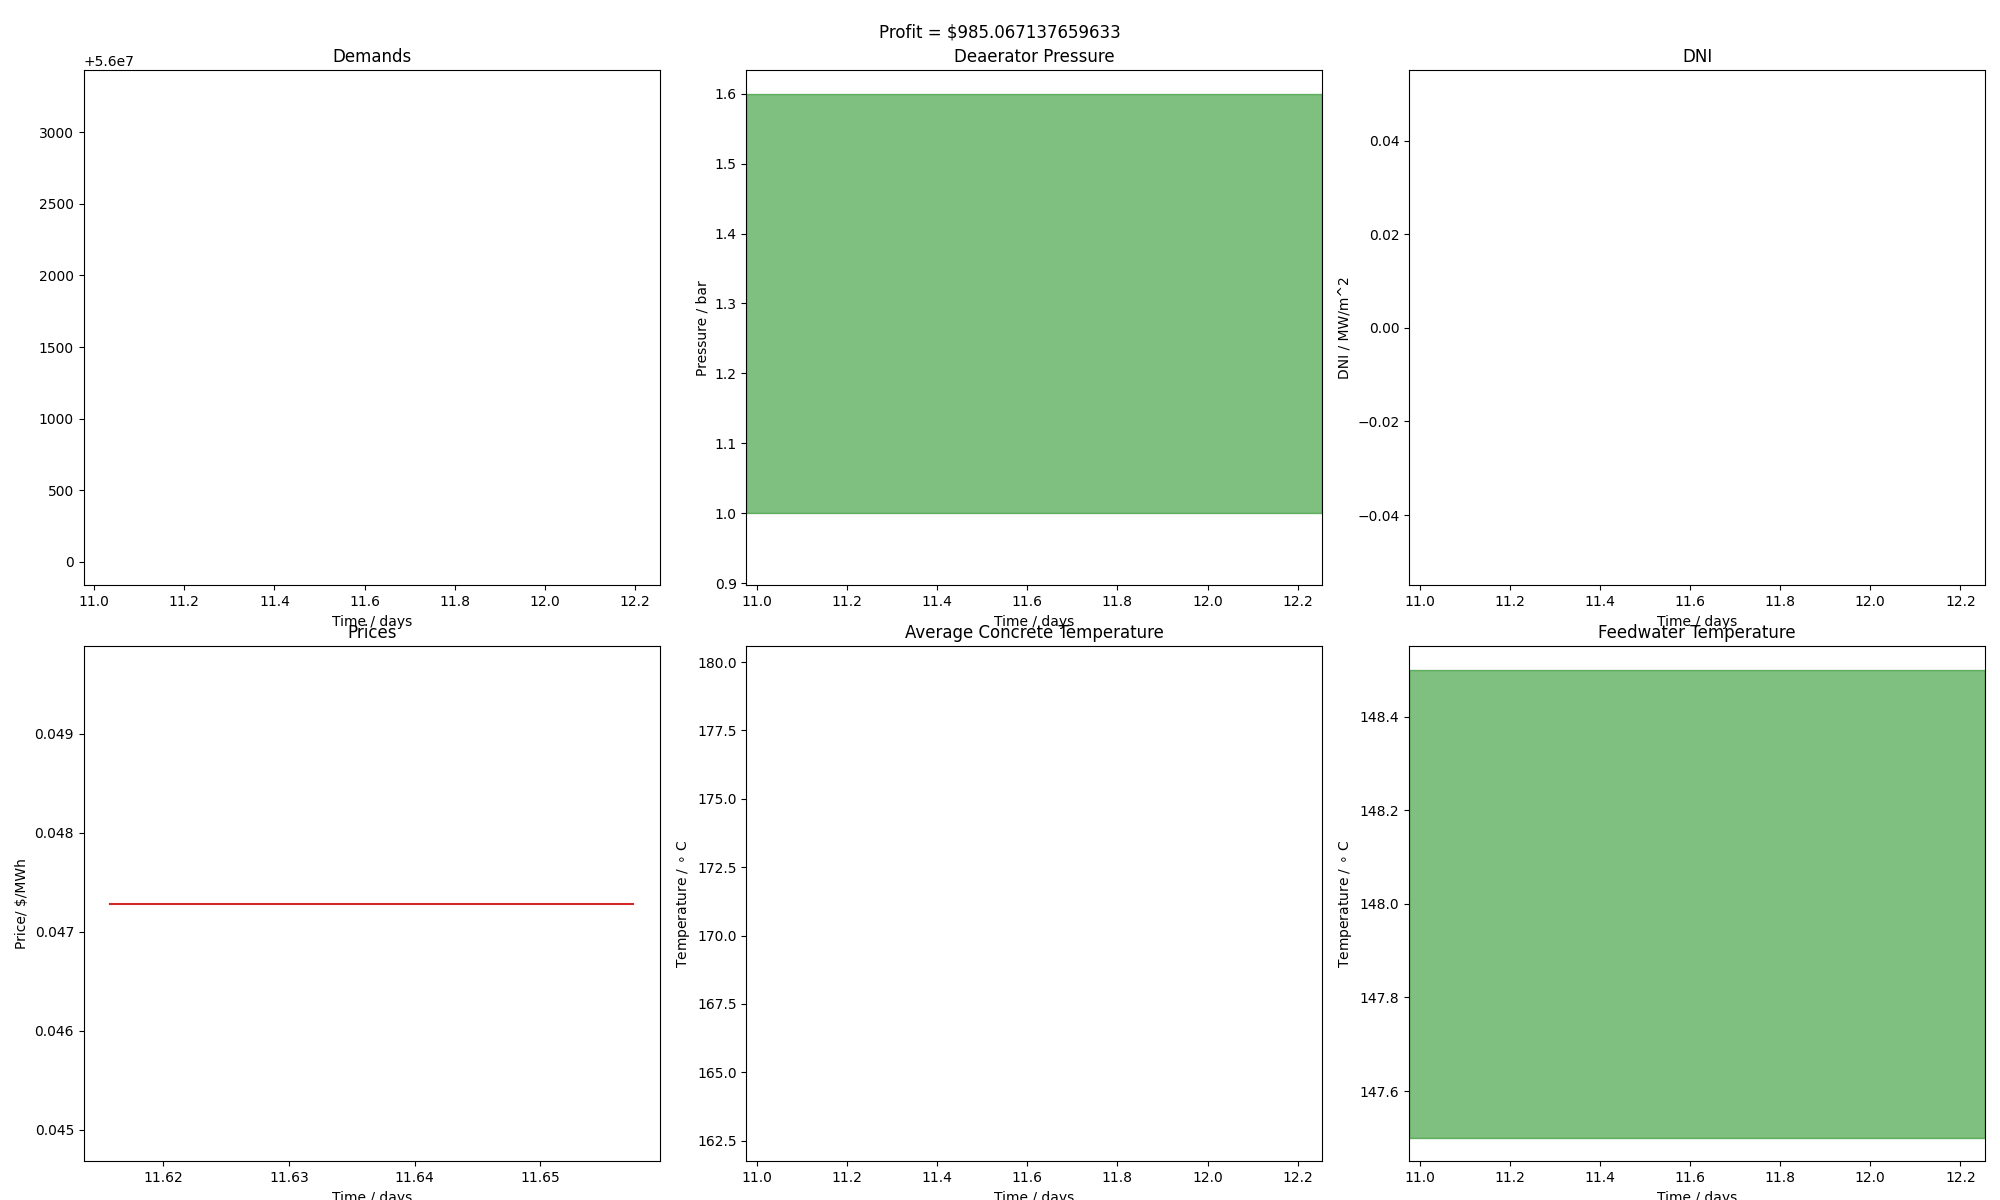 Profit = $985.067137659633
Demands
+5.6e7
3000
2500
2000
1500
1000
500
0
11.0 11.2 11.4 11.6 11.8 12.0 12.2
Time / days
Deaerator Pressure
Pressure / bar
1.6
1.5
1.4
1.3
1.2
1.1
1.0
0.9
11.0 11.2 11.4 11.6 11.8 12.0 12.2
Time / days
DNI
DNI / MW/m^2
0.04
0.02
0.00
−0.02
−0.04
11.0 11.2 11.4 11.6 11.8 12.0 12.2
Time / days
Prices
Price/ $/MWh
0.049
0.048
0.047
0.046
0.045
11.62 11.63 11.64 11.65
Time / days
Average Concrete Temperature
Temperature / ∘ C
180.0
177.5
175.0
172.5
170.0
167.5
165.0
162.5
11.0 11.2 11.4 11.6 11.8 12.0 12.2
Time / days
Feedwater Temperature
Temperature / ∘ C
148.4
148.2
148.0
147.8
147.6
11.0 11.2 11.4 11.6 11.8 12.0 12.2
Time / days